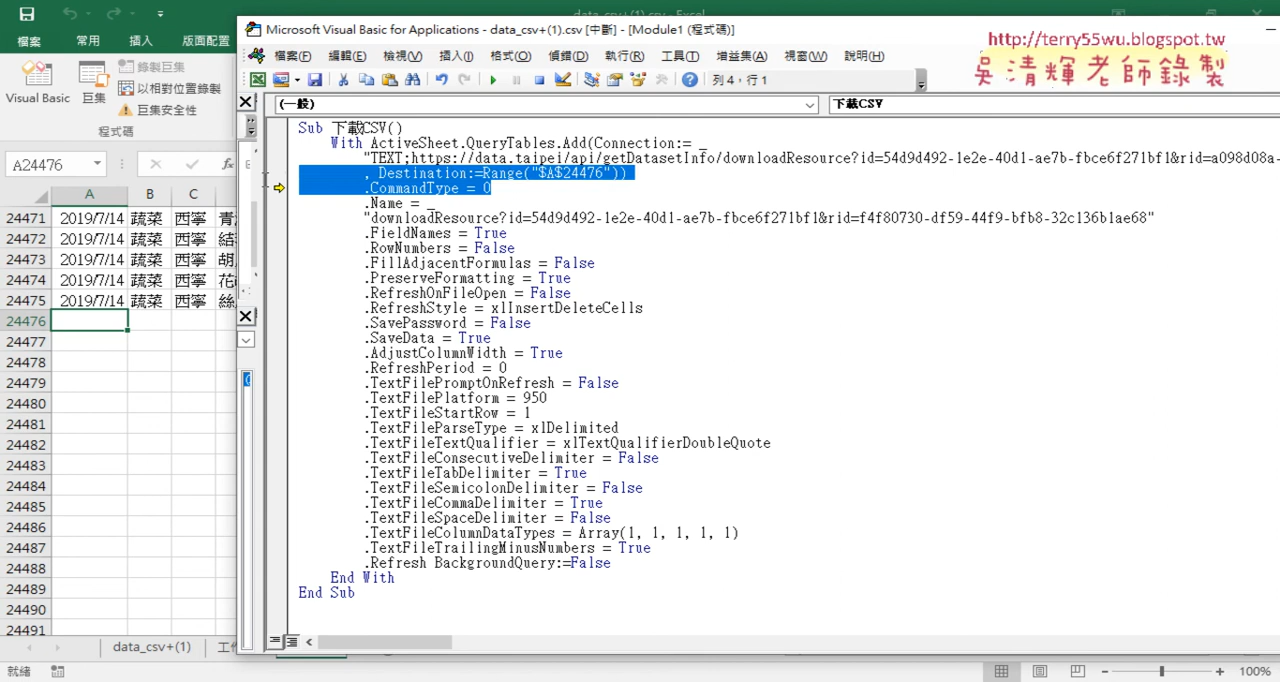 data_csv+(1).csv - Excel
檔案 常用 插入 版面配置
Visual Basic 巨集 錄製巨集
以相對位置錄製
巨集安全性
程式碼
A24476
A B C
24471 2019/7/14 蔬菜 西寧 青
24472 2019/7/14 蔬菜 西寧 結
24473 2019/7/14 蔬菜 西寧 胡
24474 2019/7/14 蔬菜 西寧 花
24475 2019/7/14 蔬菜 西寧 絲
24476
24477
24478
24479
24480
24481
24482
24483
24484
24485
24486
24487
24488
24489
24490
24491
data_csv+(1) 工
就緒
100%
Microsoft Visual Basic for Applications - data_csv+(1).csv [中斷] - [Module1 (程式碼)]
檔案(F) 編輯(E) 檢視(V) 插入(I) 格式(O) 偵錯(D) 執行(R) 工具(T) 增益集(A) 視窗(W) 說明(H)
列 4，行 1
http://terry55wu.blogspot.tw
吳清輝老師錄製
(一般) 下載CSV
Sub 下載CSV()
With ActiveSheet.QueryTables.Add(Connection:= _
"TEXT;https://data.taipei/api/getDatasetInfo/downloadResource?id=54d9d492-1e2e-40d1-ae7b-fbce6f271bf1&rid=a098d08a-
, Destination:=Range("$A$24476"))
.CommandType = 0
.Name = _
"downloadResource?id=54d9d492-1e2e-40d1-ae7b-fbce6f271bf1&rid=f4f80730-df59-44f9-bfb8-32c136b1ae68"
.FieldNames = True
.RowNumbers = False
.FillAdjacentFormulas = False
.PreserveFormatting = True
.RefreshOnFileOpen = False
.RefreshStyle = xlInsertDeleteCells
.SavePassword = False
.SaveData = True
.AdjustColumnWidth = True
.RefreshPeriod = 0
.TextFilePromptOnRefresh = False
.TextFilePlatform = 950
.TextFileStartRow = 1
.TextFileParseType = xlDelimited
.TextFileTextQualifier = xlTextQualifierDoubleQuote
.TextFileConsecutiveDelimiter = False
.TextFileTabDelimiter = True
.TextFileSemicolonDelimiter = False
.TextFileCommaDelimiter = True
.TextFileSpaceDelimiter = False
.TextFileColumnDataTypes = Array(1, 1, 1, 1, 1)
.TextFileTrailingMinusNumbers = True
.Refresh BackgroundQuery:=False
End With
End Sub